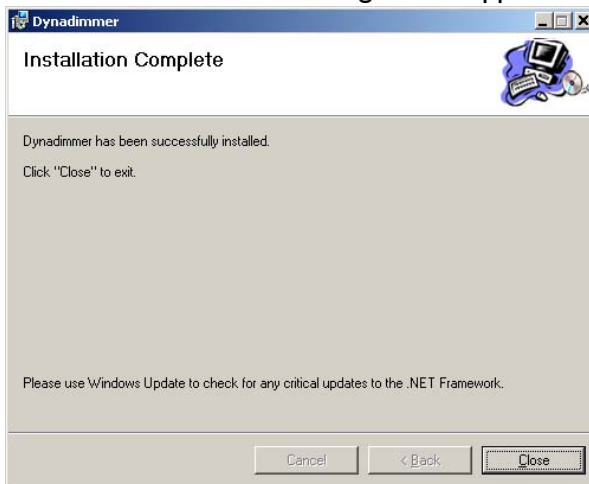 Dynadimmer
Installation Complete
Dynadimmer has been successfully installed.
Click "Close" to exit.
Please use Windows Update to check for any critical updates to the .NET Framework.
Cancel
< Back
Close